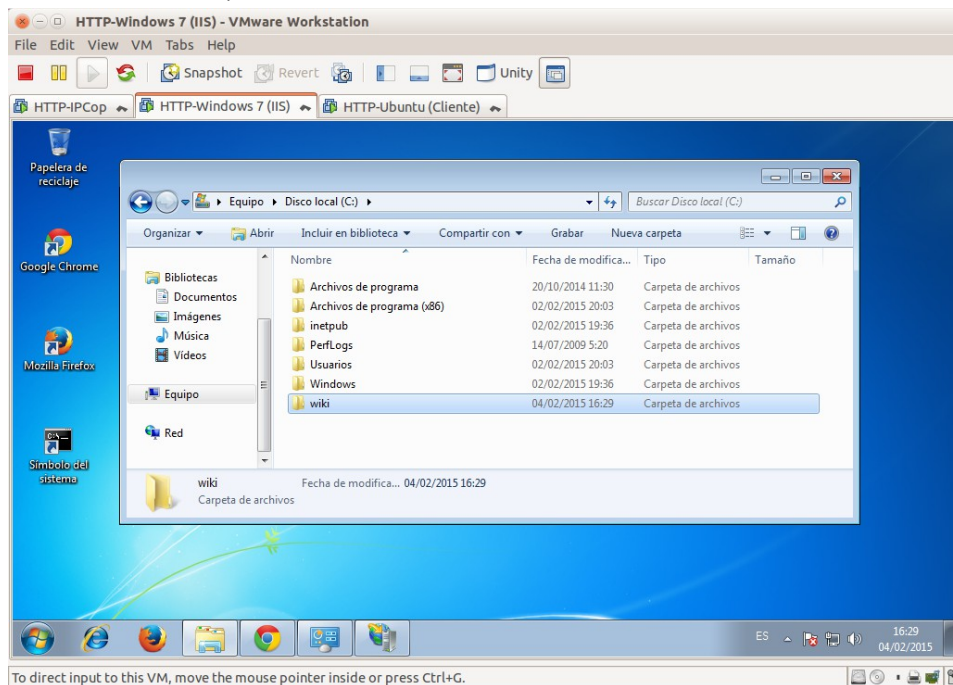 HTTP-Windows 7 (IIS) - VMware Workstation
File Edit View VM Tabs Help
Snapshot Revert Unity
HTTP-IPCop HTTP-Windows 7 (IIS) HTTP-Ubuntu (Cliente)
Papelera de
reciclaje
Google Chrome
Mozilla Firefox
Símbolo del
sistema
Equipo Disco local (C:) Buscar Disco local (C:)
Organizar Abrir Incluir en biblioteca Compartir con Grabar Nueva carpeta
Bibliotecas
Documentos
Imágenes
Música
Vídeos
Equipo
Red
Nombre Fecha de modifica... Tipo Tamaño
Archivos de programa 20/10/2014 11:30 Carpeta de archivos
Archivos de programa (x86) 02/02/2015 20:03 Carpeta de archivos
inetpub 02/02/2015 19:36 Carpeta de archivos
PerfLogs 14/07/2009 5:20 Carpeta de archivos
Usuarios 02/02/2015 20:03 Carpeta de archivos
Windows 02/02/2015 19:36 Carpeta de archivos
wiki 04/02/2015 16:29 Carpeta de archivos
wiki Fecha de modifica... 04/02/2015 16:29
Carpeta de archivos
ES 16:29
04/02/2015
To direct input to this VM, move the mouse pointer inside or press Ctrl+G.